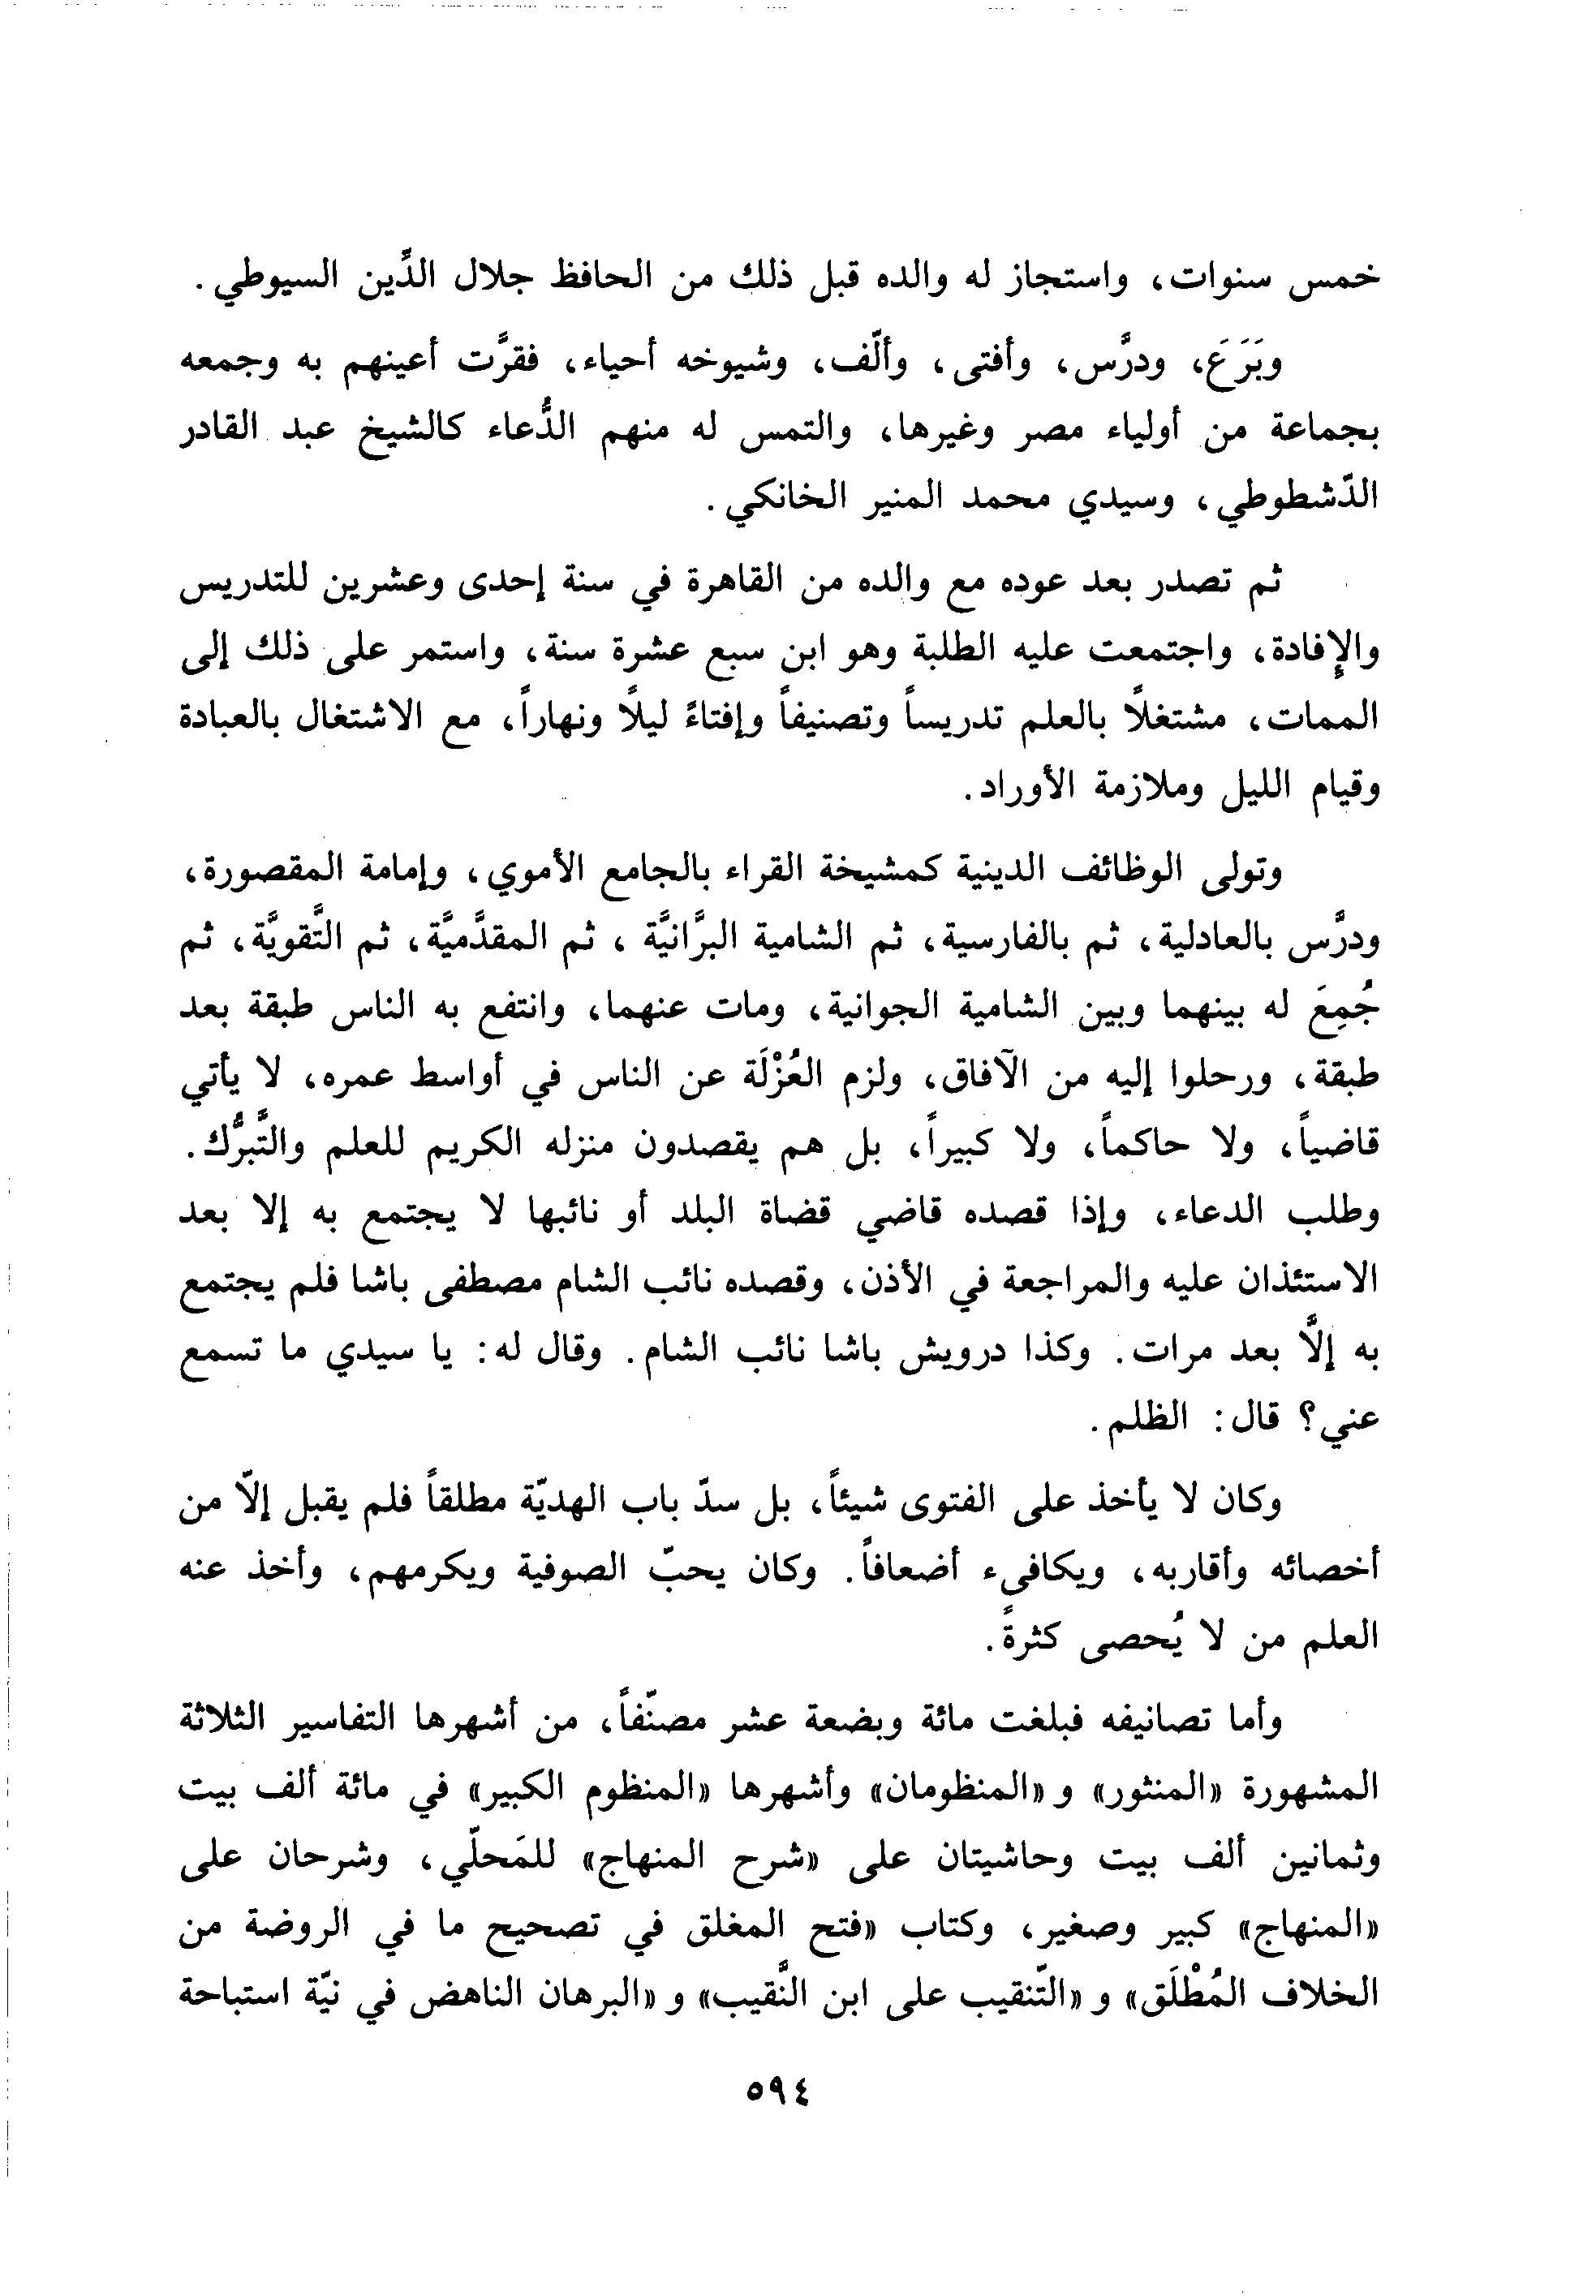 خمس سنوات، واستجاز له والده قبل ذلك من الحافظ جلال الدِّين السيوطي.
وبَرَعَ، ودرَّس، وأفتى، وألّف، وشيوخه أحياء، فقرَّت أعينهم به وجمعه
بجماعة من أولياء مصر وغيرها، والتمس له منهم الدُّعاء كالشيخ عبد القادر
الدّشطوطي، وسيدي محمد المنير الخانكي.
ثم تصدر بعد عوده مع والده من القاهرة في سنة إحدى وعشرين للتدريس
والإِفادة، واجتمعت عليه الطلبة وهو ابن سبع عشرة سنة، واستمر على ذلك إلى
الممات، مشتغلاً بالعلم تدريساً وتصنيفاً وإفتاءً ليلاً ونهاراً، مع الاشتغال بالعبادة
وقيام الليل وملازمة الأوراد.
وتولى الوظائف الدينية كمشيخة القراء بالجامع الأموي، وإمامة المقصورة،
ودرَّس بالعادلية، ثم بالفارسية، ثم الشامية البرَّانيَّة، ثم المقدَّميَّة، ثم التَّقويَّة، ثم
جُمِعَ له بينهما وبين الشامية الجوانية، ومات عنهما، وانتفع به الناس طبقة بعد
طبقة، ورحلوا إليه من الآفاق، ولزم العُزْلَة عن الناس في أواسط عمره، لا يأتي
قاضياً، ولا حاكماً، ولا كبيراً، بل هم يقصدون منزله الكريم للعلم والتَّبرُّك.
وطلب الدعاء، وإذا قصده قاضي قضاة البلد أو نائبها لا يجتمع به إلا بعد
الاستئذان عليه والمراجعة في الأذن، وقصده نائب الشام مصطفى باشا فلم يجتمع
به إلاَّ بعد مرات. وكذا درويش باشا نائب الشام. وقال له: يا سيدي ما تسمع
عني؟ قال: الظلم.
وكان لا يأخذ على الفتوى شيئاً، بل سدّ باب الهديّة مطلقاً فلم يقبل إلاّ من
أخصائه وأقاربه، ويكافىء أضعافاً. وكان يحبّ الصوفية ويكرمهم، وأخذ عنه
العلم من لا يُحصى كثرةً.
وأما تصانيفه فبلغت مائة وبضعة عشر مصنّفاً، من أشهرها التفاسير الثلاثة
المشهورة «المنثور» و «المنظومان» وأشهرها «المنظوم الكبير» في مائة ألف بيت
وثمانين ألف بيت وحاشيتان على «شرح المنهاج» للمَحلّي، وشرحان على
«المنهاج» كبير وصغير، وكتاب «فتح المغلق في تصحيح ما في الروضة من
الخلاف المُطْلَق» و «التّنقيب على ابن النَّقيب» و «البرهان الناهض في نيّة استباحة
٥٩٤